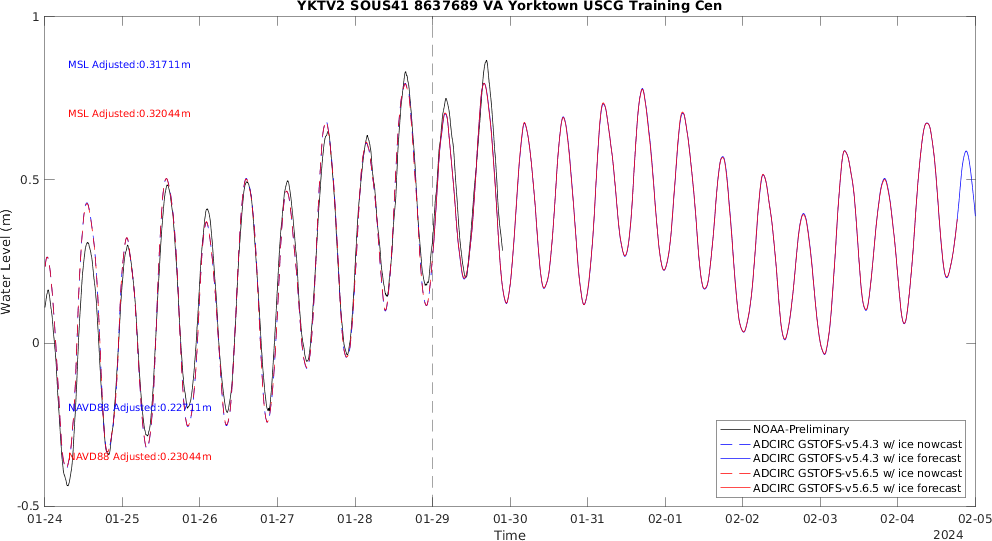 YKTV2 SOUS41 8637689 VA Yorktown USCG Training Cen
1
MSL Adjusted:0.31711m
MSL Adjusted:0.32044m
0.5
Water Level (m)
0
NAVD88 Adjusted:0.22711m
NAVD88 Adjusted:0.23044m
NOAA-Preliminary
ADCIRC GSTOFS-v5.4.3 w/ ice nowcast
ADCIRC GSTOFS-v5.4.3 w/ ice forecast
ADCIRC GSTOFS-v5.6.5 w/ ice nowcast
ADCIRC GSTOFS-v5.6.5 w/ ice forecast
-0.5
01-24 01-25 01-26 01-27 01-28 01-29 01-30 01-31 02-01 02-02 02-03 02-04 02-05
Time
2024